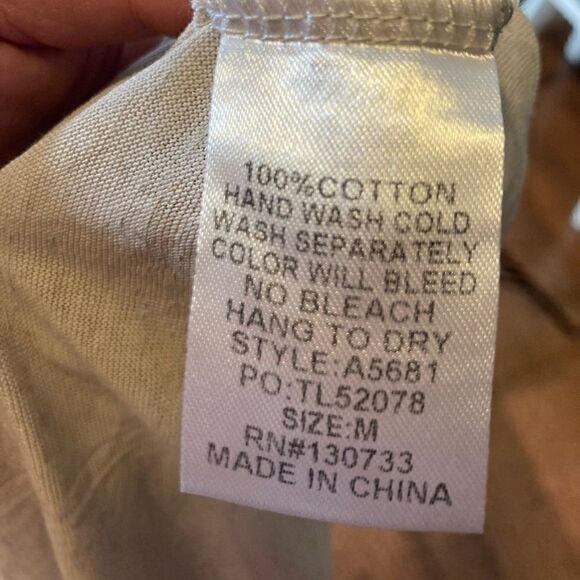 100%COTTON
HAND WASH COLD
WASH SEPARATELY
COLOR WILL BLEED
NO BLEACH
HANG TO DRY
STYLE:A5681
PO:TL52078
SIZE:M
RN#130733
MADE IN CHINA